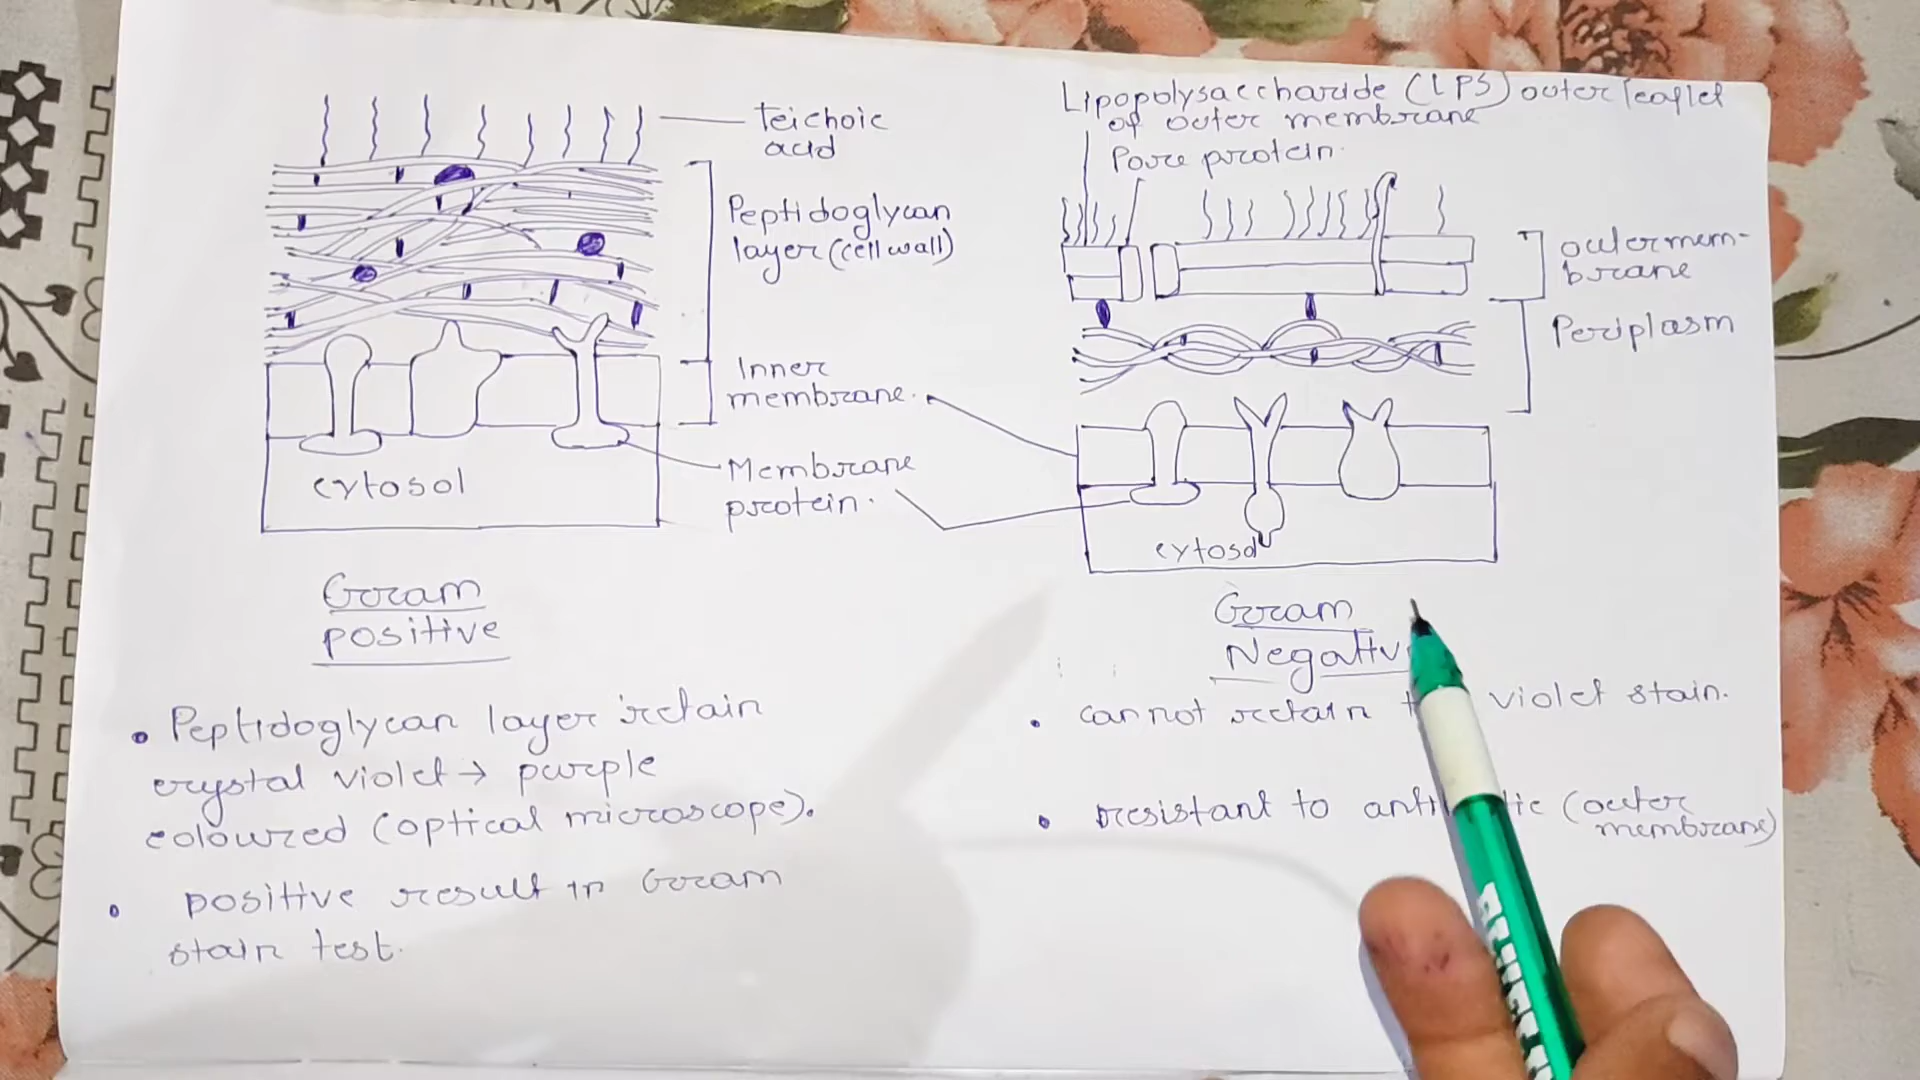 Teichoic
acid
Peptidoglycan
layer (cell wall)
Inner
membrane.
Membrane
protein.
cytosol
Gram
positive
• Peptidoglycan layer retain
crystal violet → purple
coloured (optical microscope).
• positive result in Gram
stain test.
Lipopolysaccharide (LPS) outer leaflet
of outer membrane
Pore protein.
outer mem-
brane
Periplasm
cytosol
Gram
Negativ
• cannot retain violet stain.
• resistant to (outer
membrane)